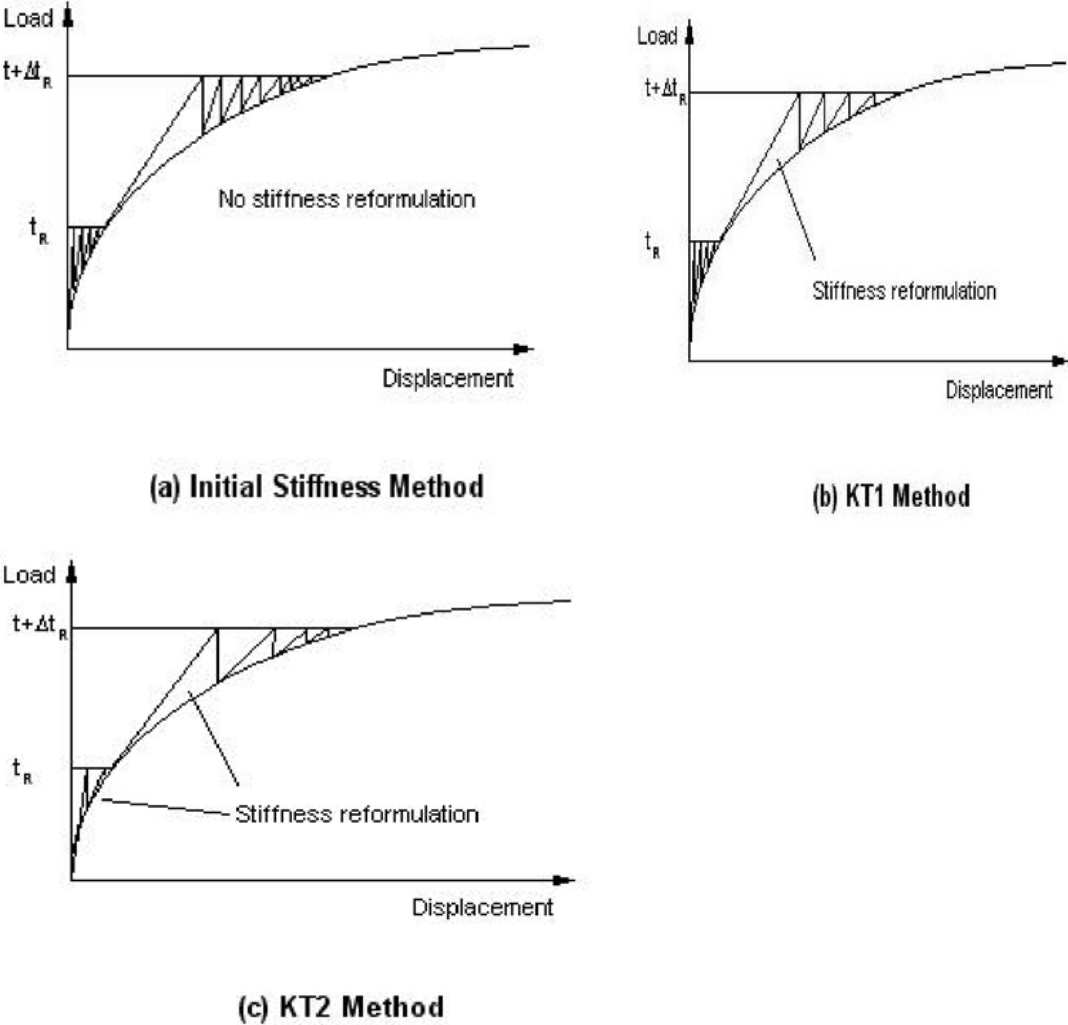 Load
t+Δt_R
No stiffness reformulation
t_R
Displacement
(a) Initial Stiffness Method
Load
t+Δt_R
t_R
Stiffness reformulation
Displacement
(b) KT1 Method
Load
t+Δt_R
t_R
Stiffness reformulation
Displacement
(c) KT2 Method